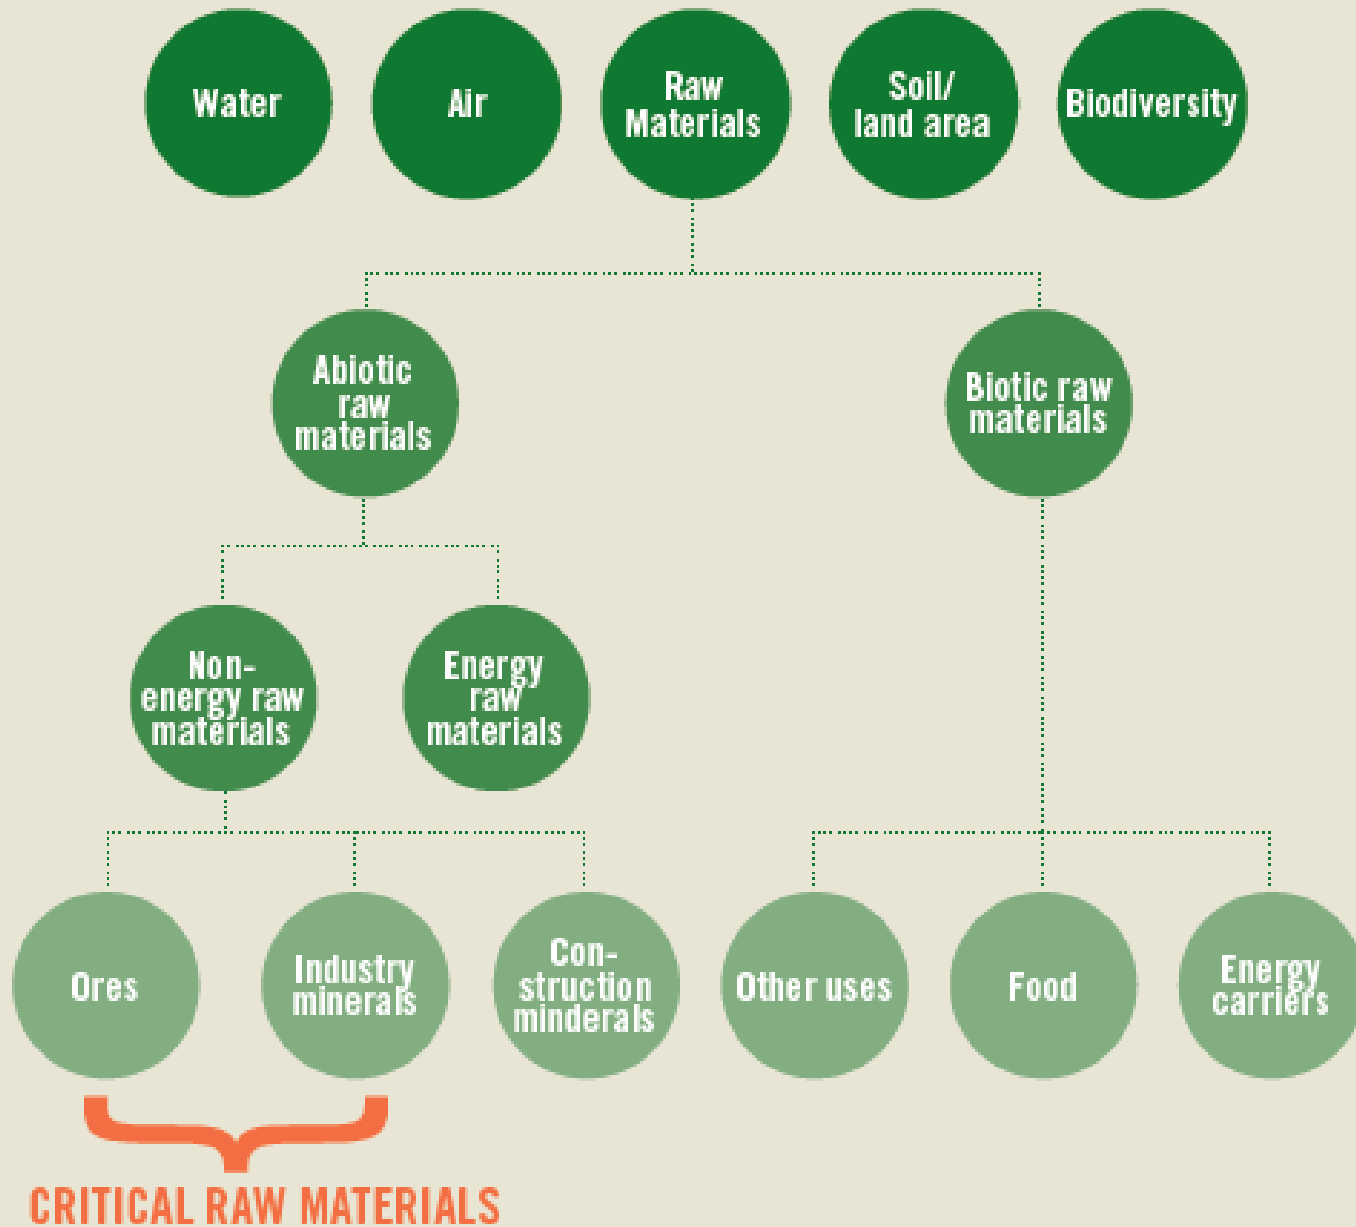 Water
Air
Raw
Materials
Soil/
land area
Biodiversity
Abiotic
raw
materials
Biotic raw
materials
Non-
energy raw
materials
Energy
raw
materials
Ores
Industry
minerals
Con-
struction
minderals
Other uses
Food
Energy
carriers
CRITICAL RAW MATERIALS